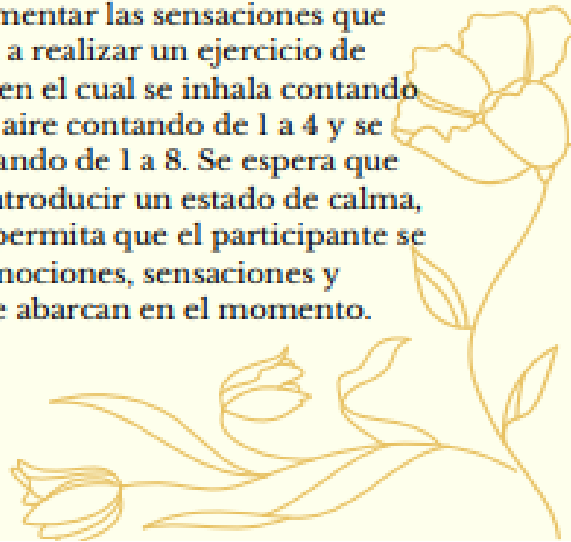 mentar las sensaciones que
a realizar un ejercicio de
en el cual se inhala contando
aire contando de 1 a 4 y se
ando de 1 a 8. Se espera que
ntroducir un estado de calma,
permita que el participante se
mociones, sensaciones y
e abarcan en el momento.